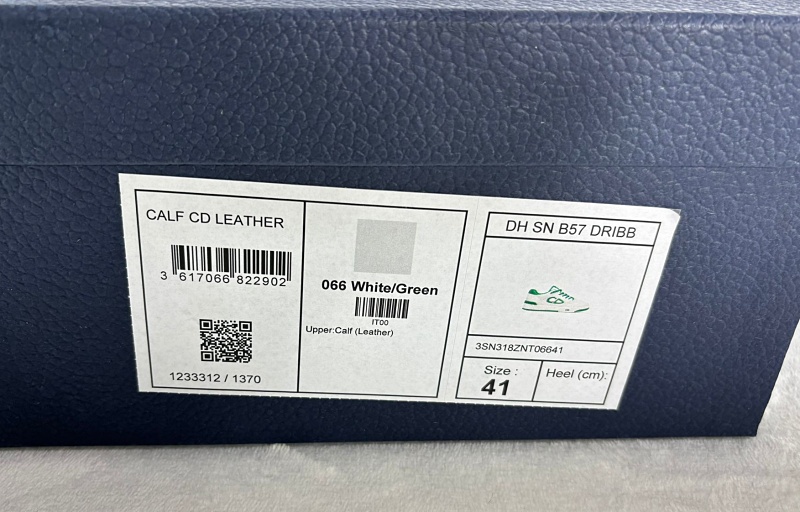 CALF CD LEATHER
3 617066 822902
1233312 / 1370
066 White/Green
IT00
Upper:Calf (Leather)
DH SN B57 DRIBB
CD
3SN318ZNT06641
Size :
41
Heel (cm):